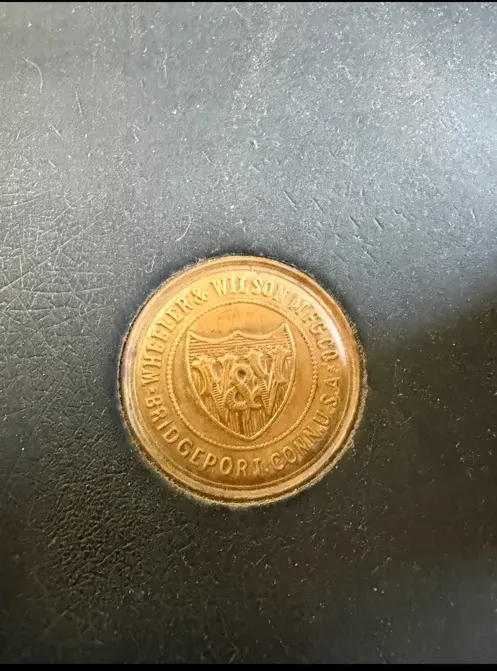 WHEELER & WILSON MFG. CO.
BRIDGEPORT. CONN. U.S.A.
W&W